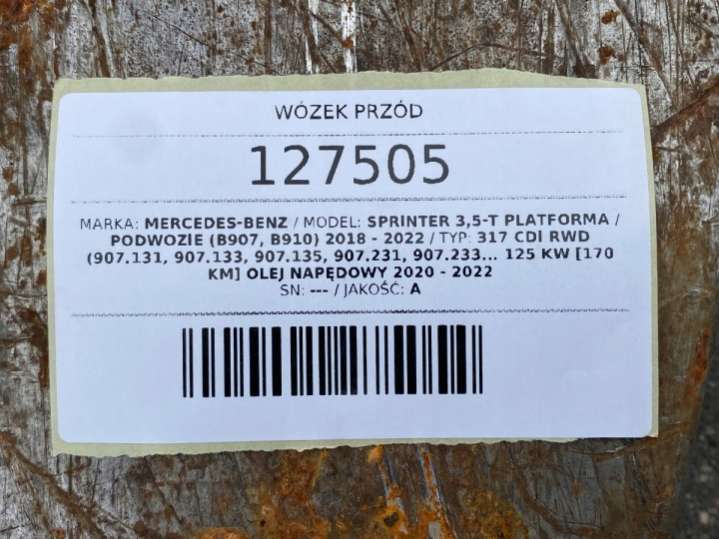 WÓZEK PRZÓD
127505
MARKA: MERCEDES-BENZ / MODEL: SPRINTER 3,5-T PLATFORMA /
PODWOZIE (B907, B910) 2018 - 2022 / TYP: 317 CDI RWD
(907.131, 907.133, 907.135, 907.231, 907.233... 125 KW [170
KM] OLEJ NAPĘDOWY 2020 - 2022
SN: --- / JAKOŚĆ: A